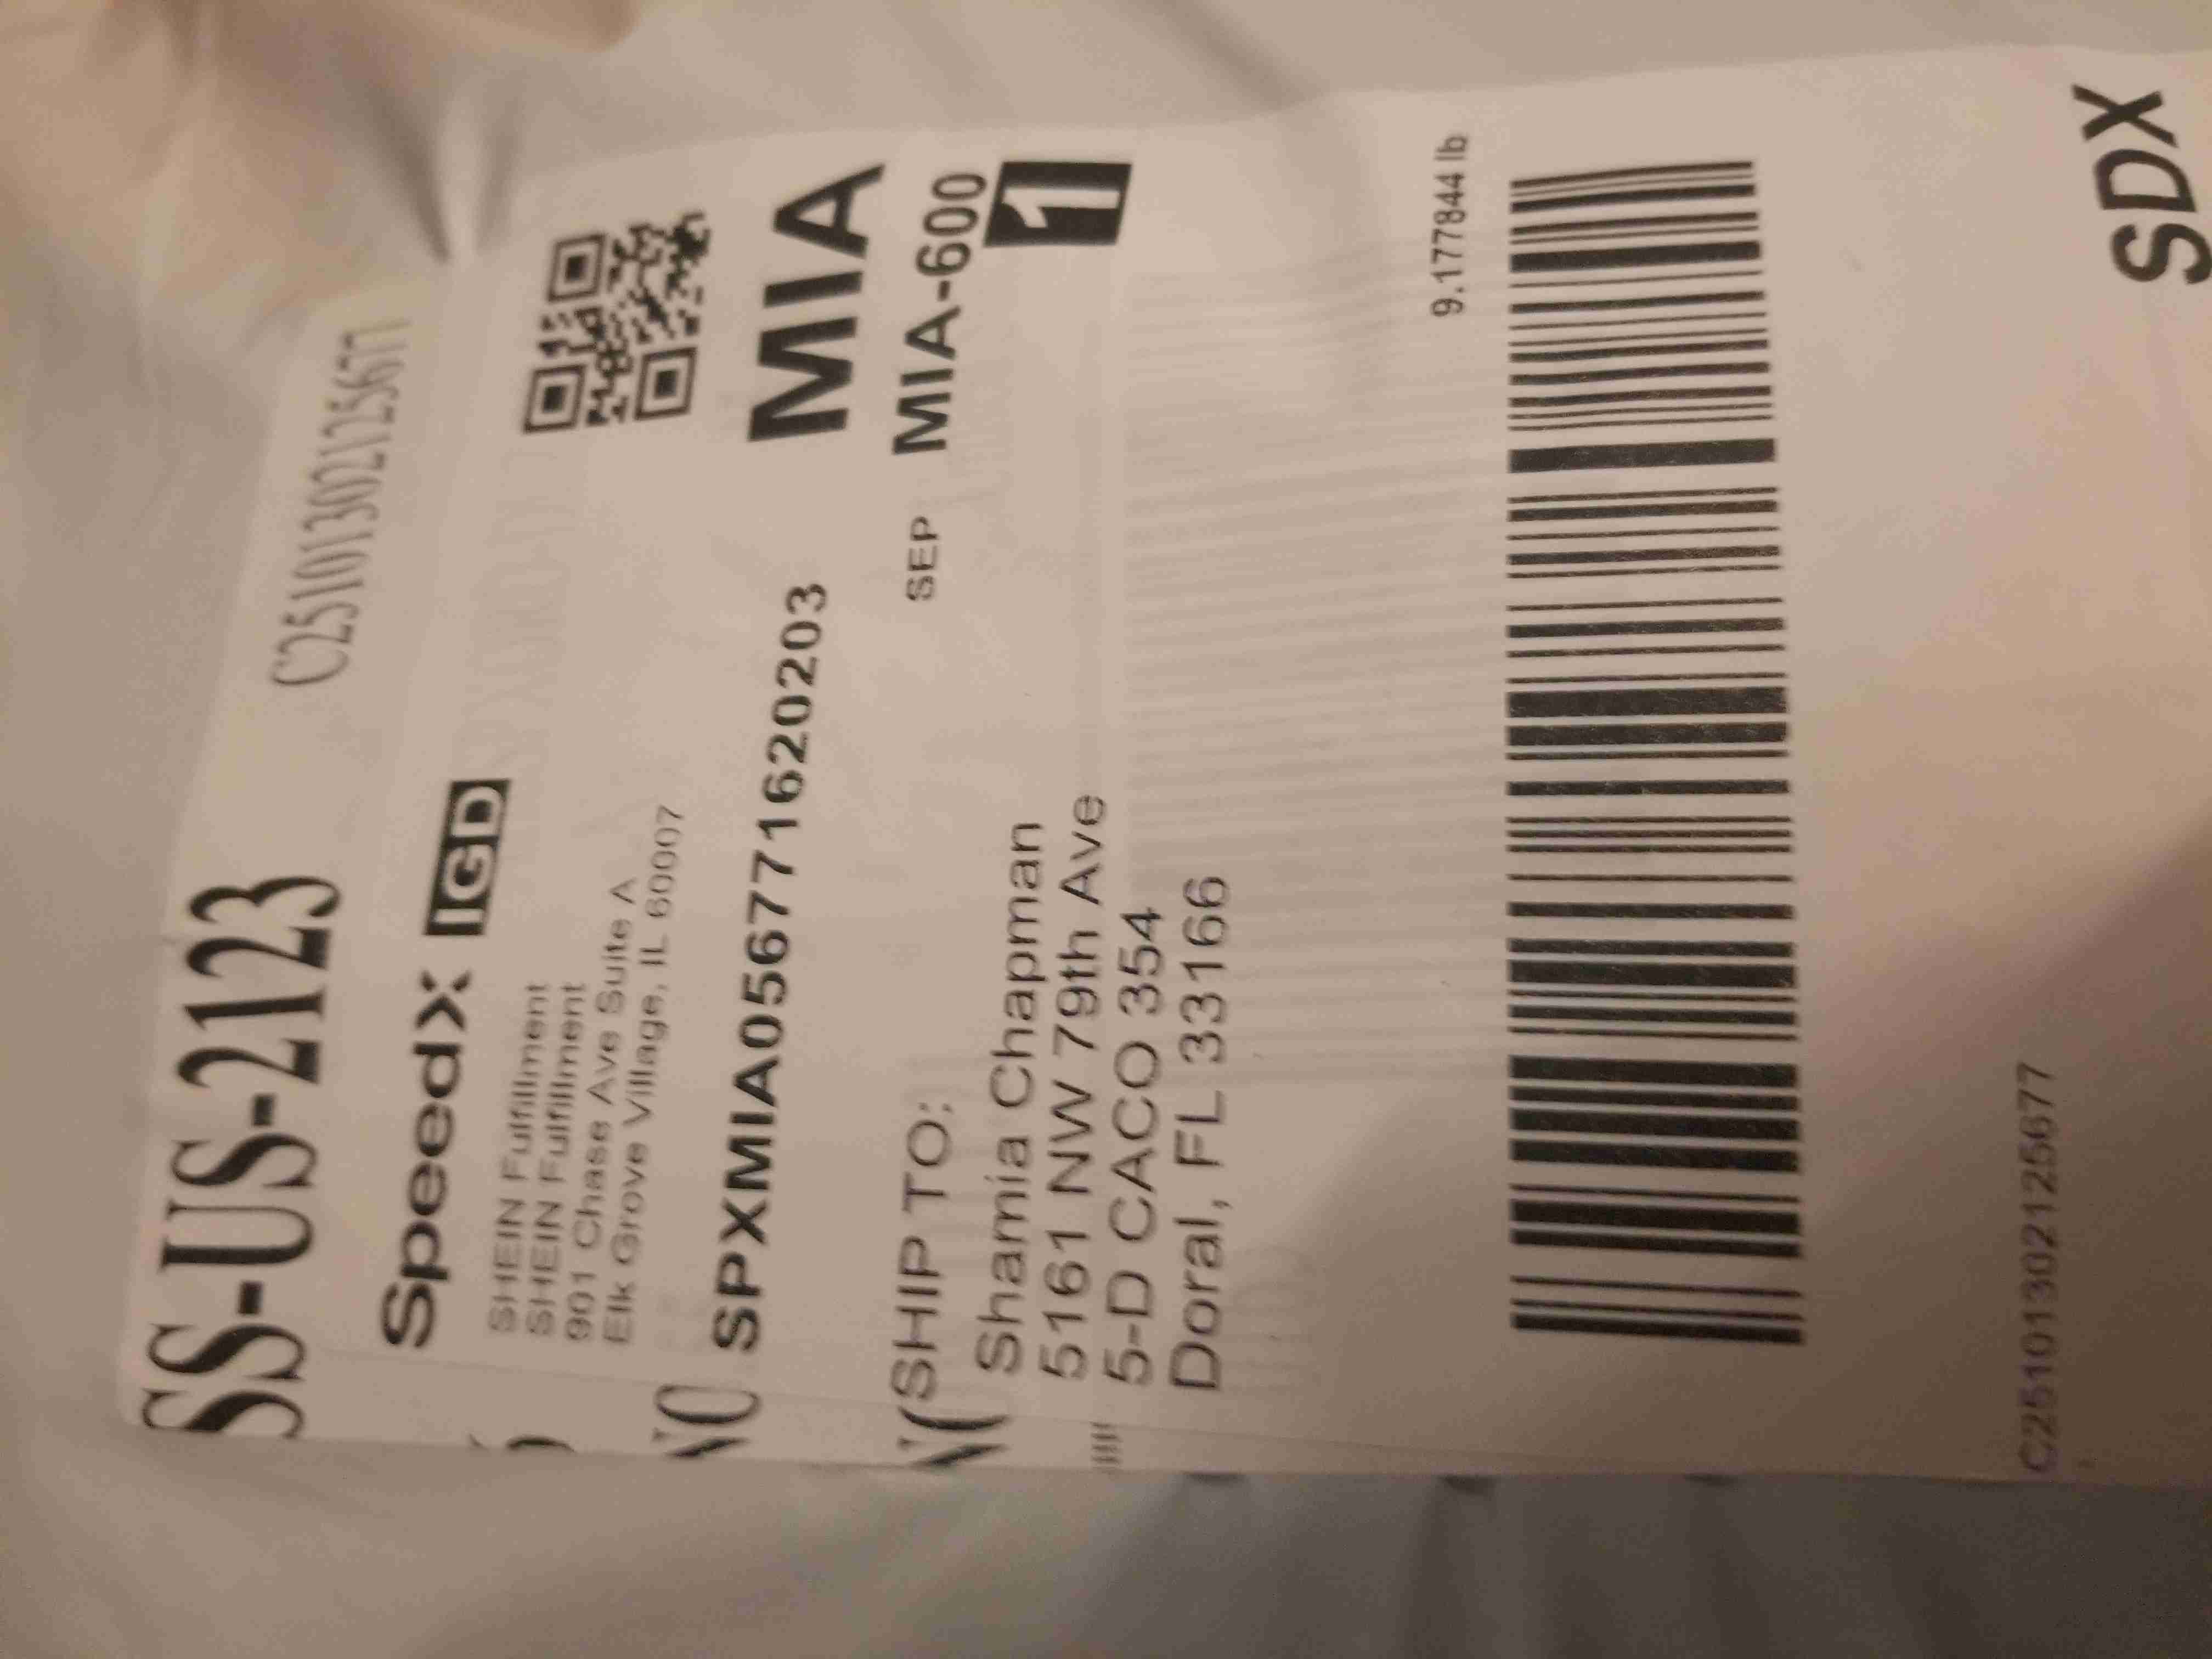 SS-US-2123
C25101302125677
SpeedX IGD
SHEIN Fulfillment
SHEIN Fulfillment
901 Chase Ave Suite A
Elk Grove Village, IL 60007
SPXMIA056771620203
MIA
SEP MIA-600
1
SHIP TO:
Shamia Chapman
5161 NW 79th Ave
5-D CACO 354
Doral, FL 33166
9.177844 lb
C25101302125677
SDX